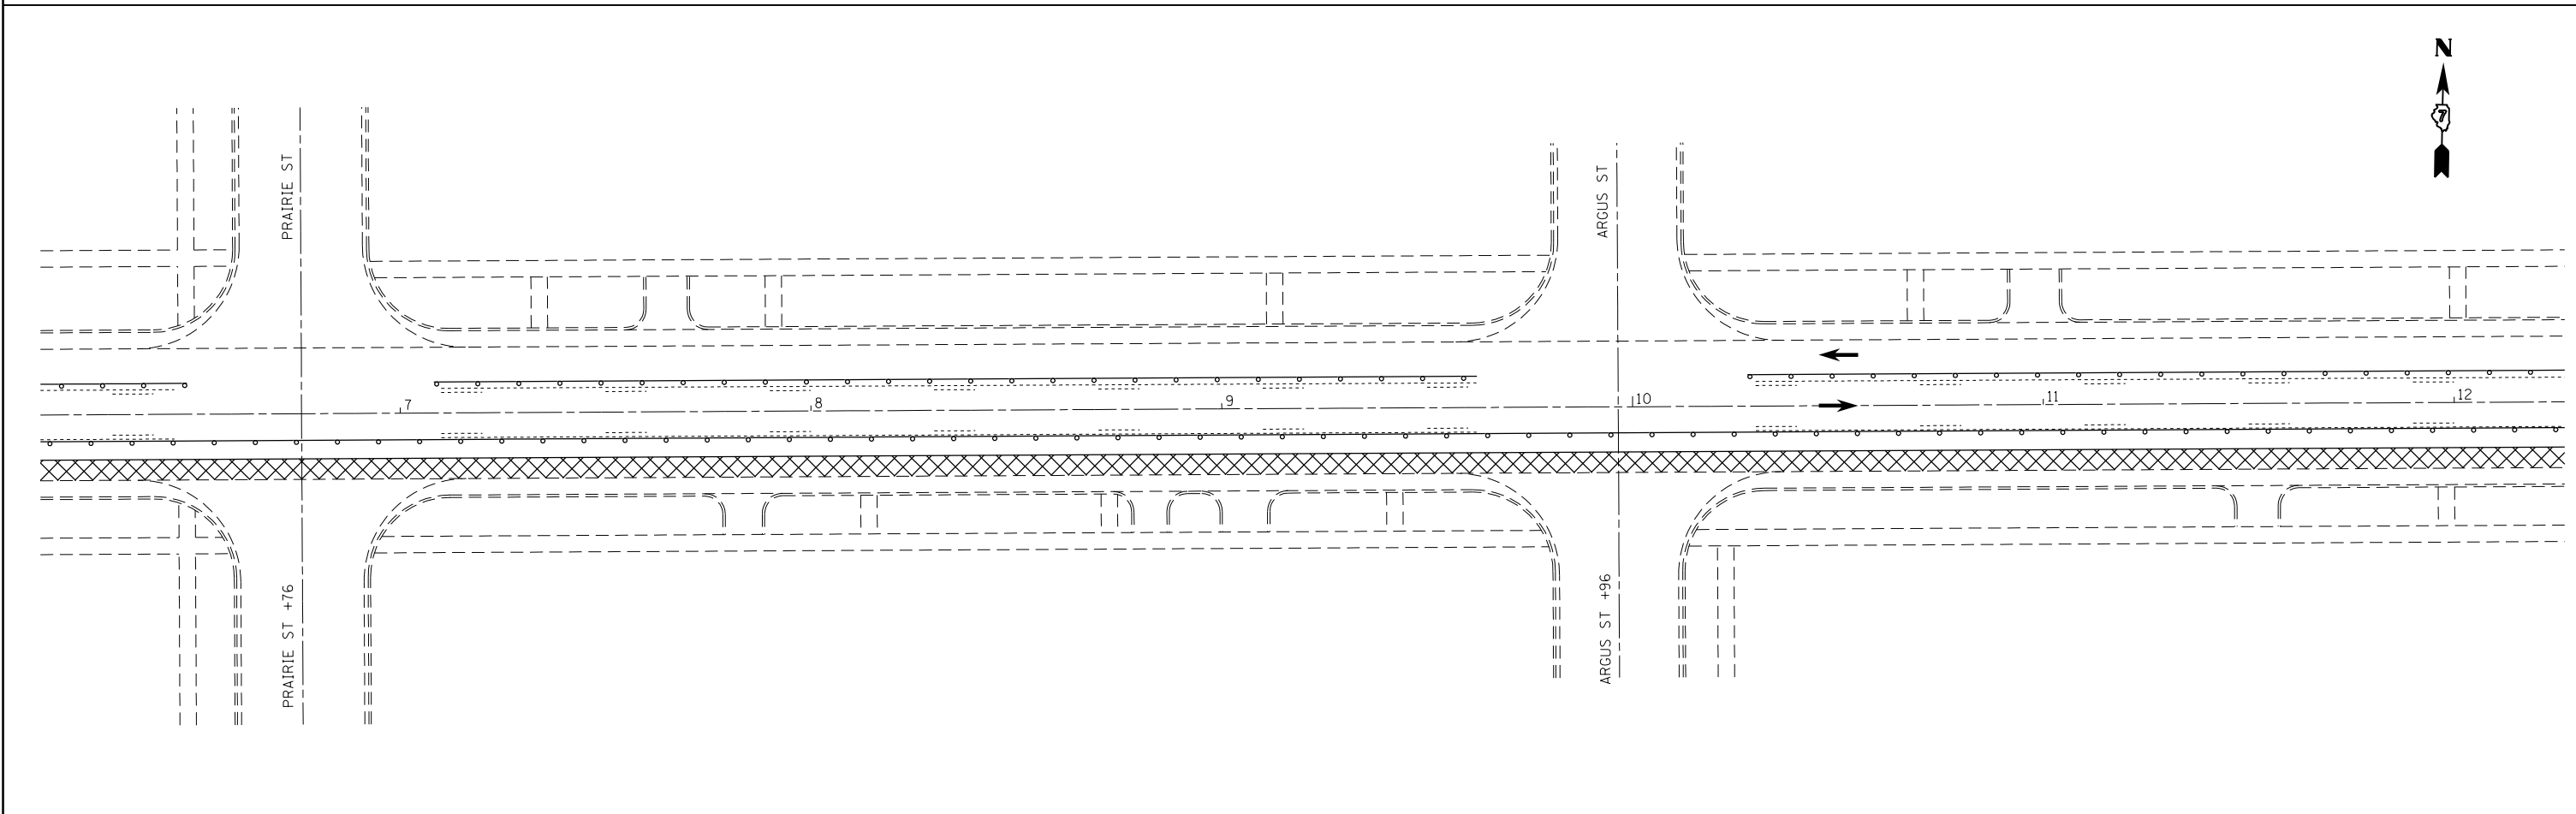 N
7
PRAIRIE ST
ARGUS ST
7
8
9
10
11
12
PRAIRIE ST +76
ARGUS ST +96